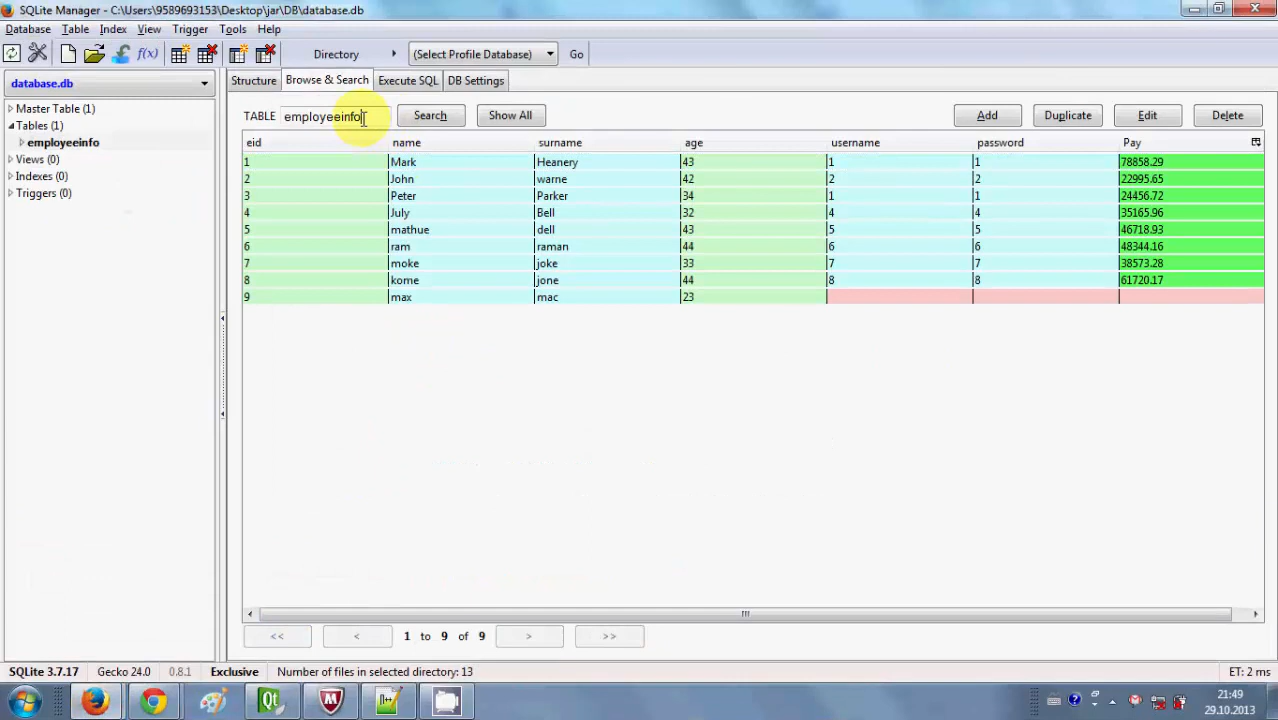 SQLite Manager - C:\Users\9589693153\Desktop\jar\DB\database.db
Database Table Index View Trigger Tools Help
f(x) Directory (Select Profile Database) Go
database.db
Master Table (1)
Tables (1)
employeeinfo
Views (0)
Indexes (0)
Triggers (0)
Structure Browse & Search Execute SQL DB Settings
TABLE employeeinfo Search Show All Add Duplicate Edit Delete
eid name surname age username password Pay
1 Mark Heanery 43 1 1 78858.29
2 John warne 42 2 2 22995.65
3 Peter Parker 34 1 1 24456.72
4 July Bell 32 4 4 35165.96
5 mathue dell 43 5 5 46718.93
6 ram raman 44 6 6 48344.16
7 moke joke 33 7 7 38573.28
8 kome jone 44 8 8 61720.17
9 max mac 23
<< < 1 to 9 of 9 > >>
SQLite 3.7.17 Gecko 24.0 0.8.1 Exclusive Number of files in selected directory: 13 ET: 2 ms
Qt
21:49
29.10.2013